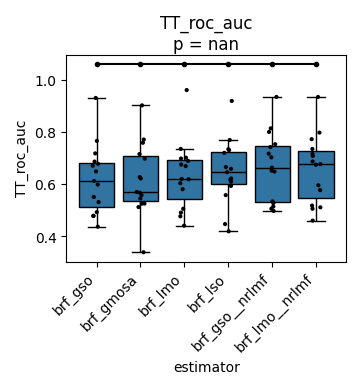 TT_roc_auc
p = nan
1.0
0.8
0.6
0.4
TT_roc_auc
brf_gso
brf_gmosa
brf_lmo
brf_lso
brf_gso__nrlmf
brf_lmo__nrlmf
estimator